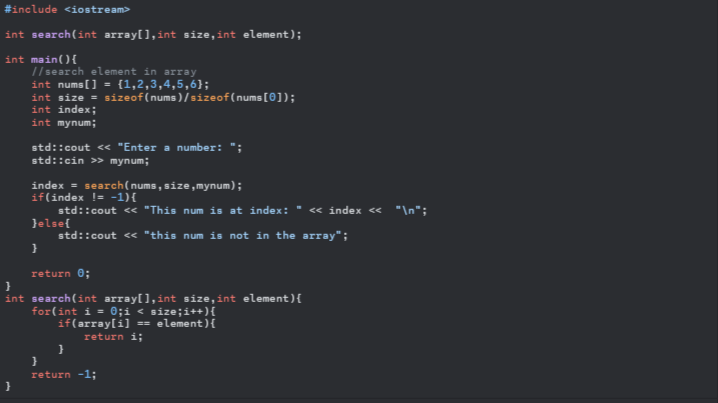 #include <iostream>

int search(int array[],int size,int element);

int main(){
    //search element in array
    int nums[] = {1,2,3,4,5,6};
    int size = sizeof(nums)/sizeof(nums[0]);
    int index;
    int mynum;

    std::cout << "Enter a number: ";
    std::cin >> mynum;

    index = search(nums,size,mynum);
    if(index != -1){
        std::cout << "This num is at index: " << index <<  "\n";
    }else{
        std::cout << "this num is not in the array";
    }

    return 0;
}
int search(int array[],int size,int element){
    for(int i = 0;i < size;i++){
        if(array[i] == element){
            return i;
        }
    }
    return -1;
}